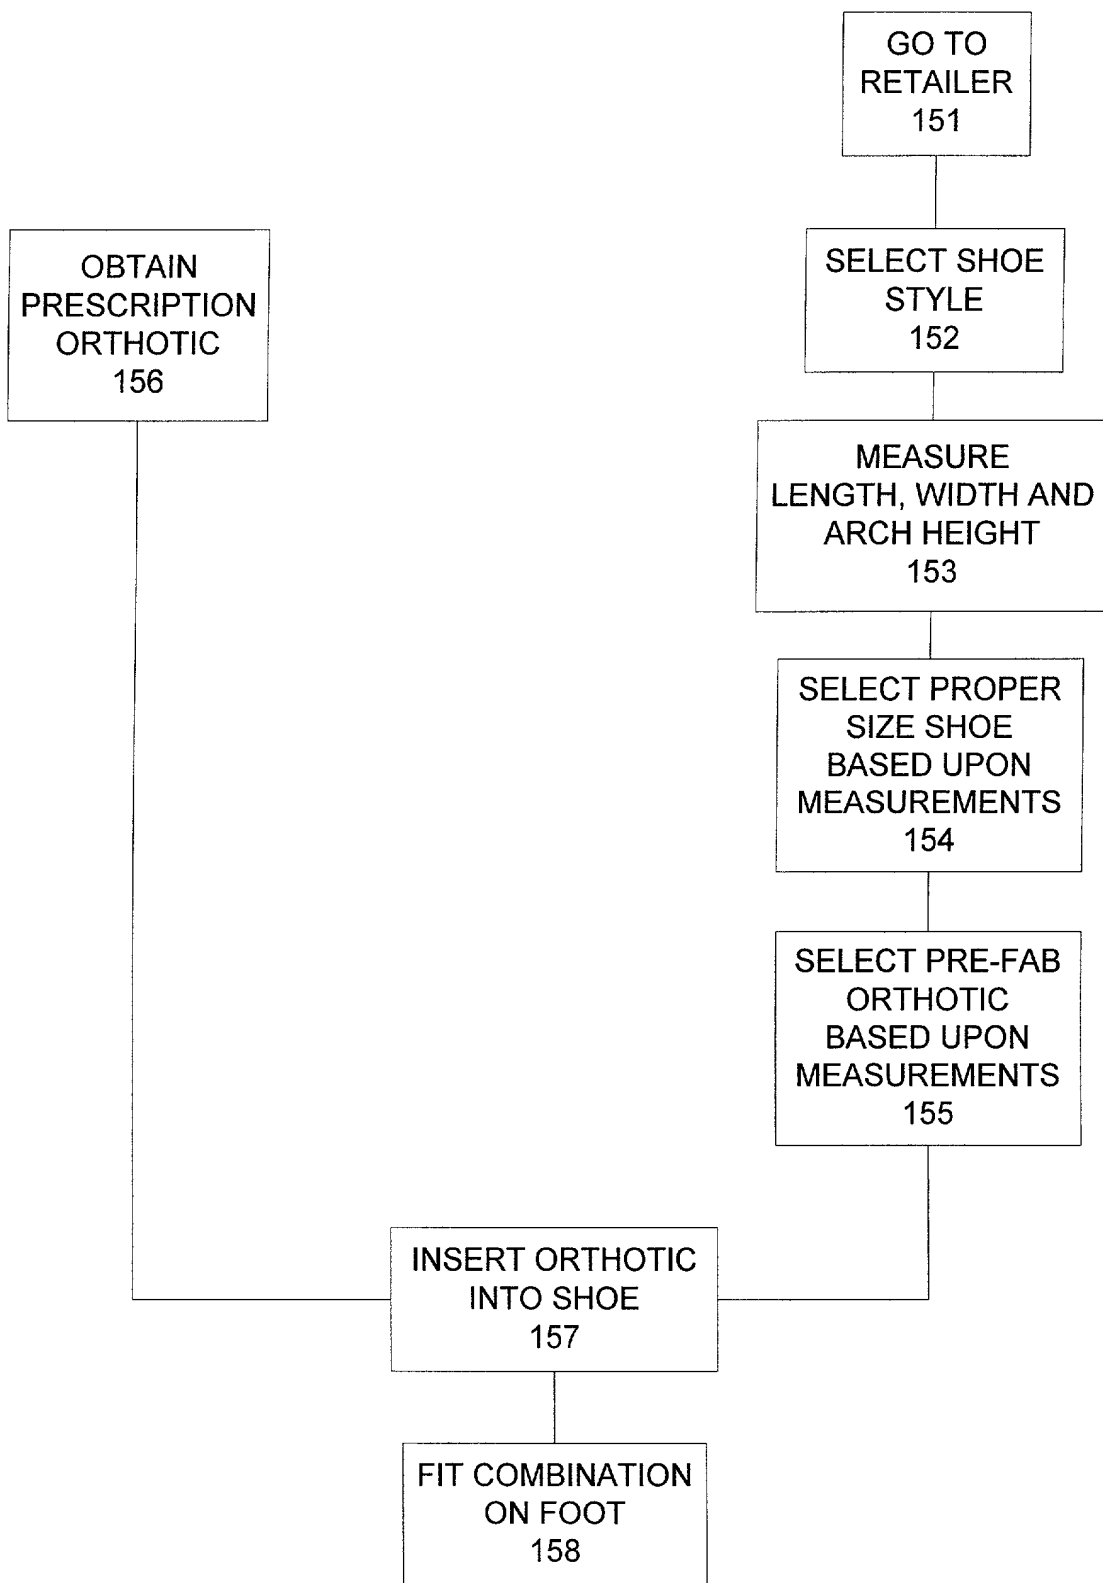 GO TO
RETAILER
151
SELECT SHOE
STYLE
152
OBTAIN
PRESCRIPTION
ORTHOTIC
156
MEASURE
LENGTH, WIDTH AND
ARCH HEIGHT
153
SELECT PROPER
SIZE SHOE
BASED UPON
MEASUREMENTS
154
SELECT PRE-FAB
ORTHOTIC
BASED UPON
MEASUREMENTS
155
INSERT ORTHOTIC
INTO SHOE
157
FIT COMBINATION
ON FOOT
158